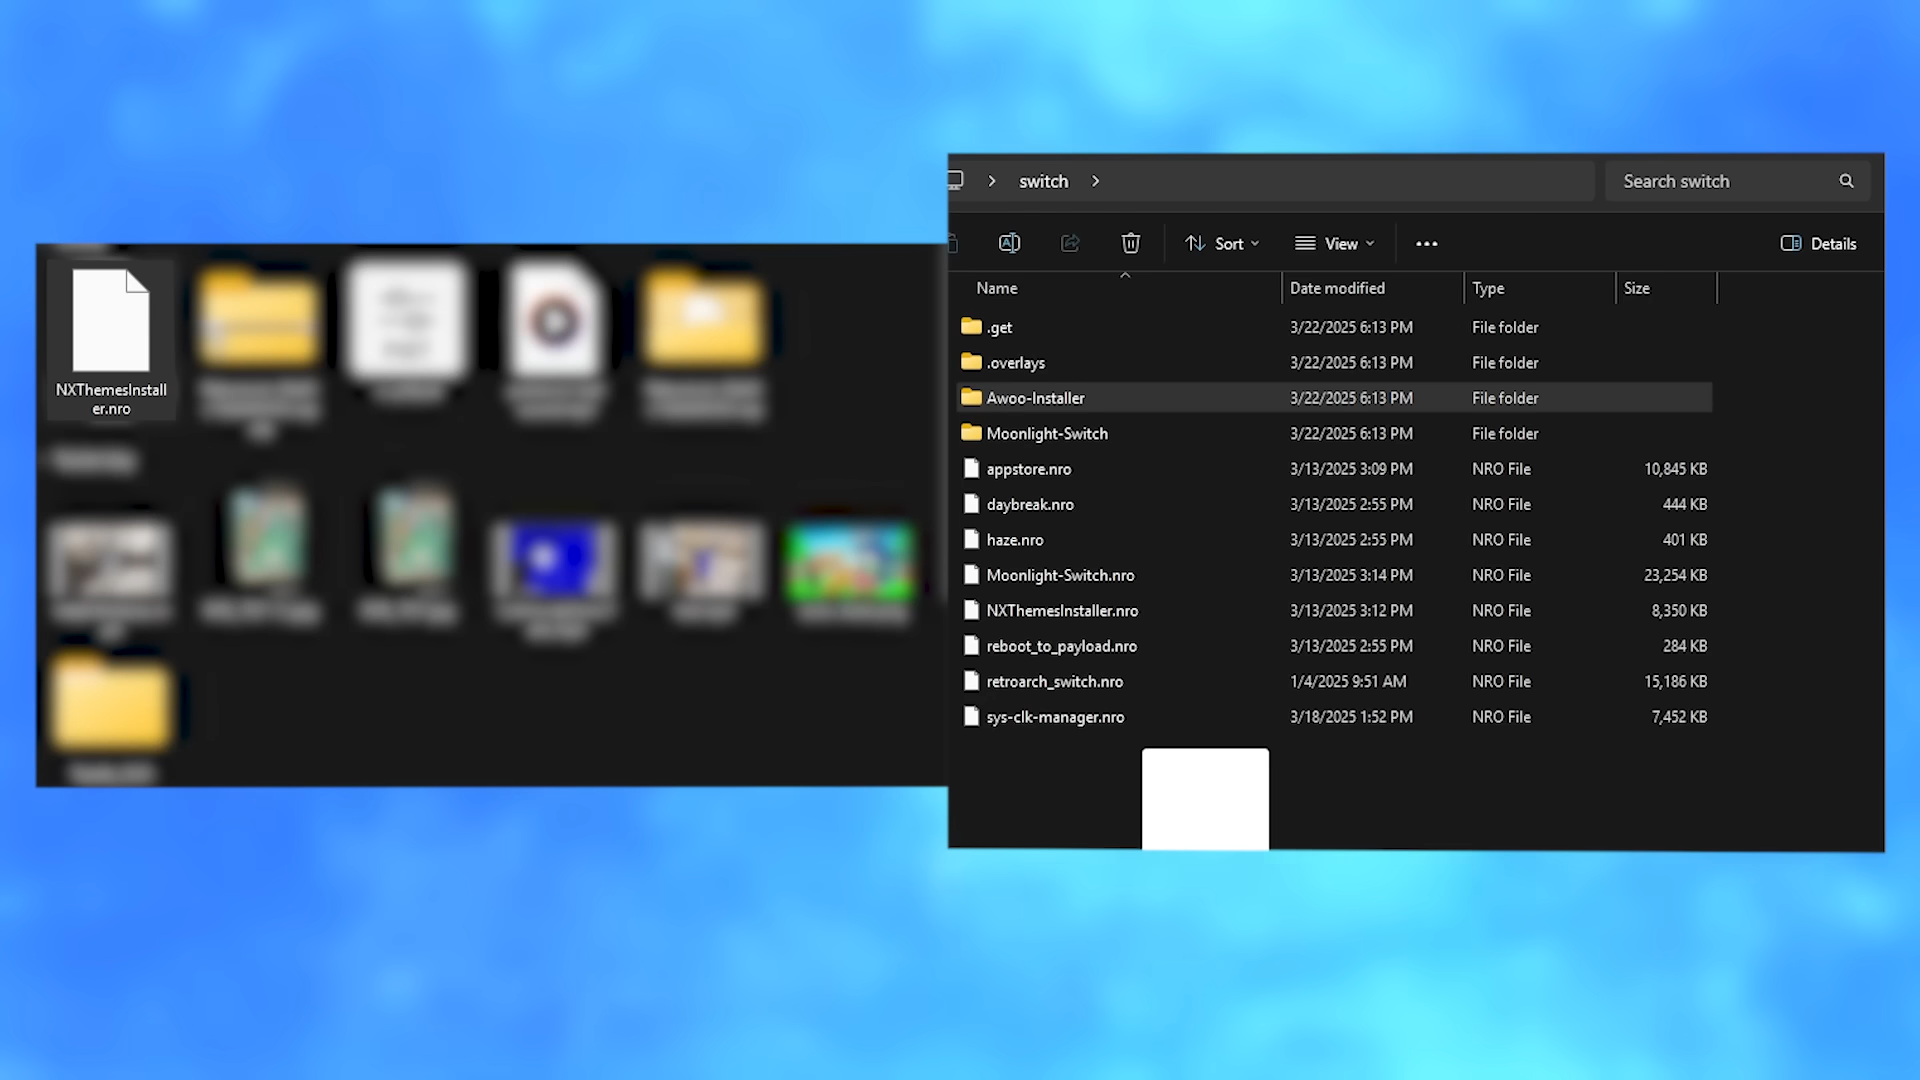 NXThemesInstall
er.nro
switch
Search switch
Sort
View
Details
Name Date modified Type Size
.get 3/22/2025 6:13 PM File folder
.overlays 3/22/2025 6:13 PM File folder
Awoo-Installer 3/22/2025 6:13 PM File folder
Moonlight-Switch 3/22/2025 6:13 PM File folder
appstore.nro 3/13/2025 3:09 PM NRO File 10,845 KB
daybreak.nro 3/13/2025 2:55 PM NRO File 444 KB
haze.nro 3/13/2025 2:55 PM NRO File 401 KB
Moonlight-Switch.nro 3/13/2025 3:14 PM NRO File 23,254 KB
NXThemesInstaller.nro 3/13/2025 3:12 PM NRO File 8,350 KB
reboot_to_payload.nro 3/13/2025 2:55 PM NRO File 284 KB
retroarch_switch.nro 1/4/2025 9:51 AM NRO File 15,186 KB
sys-clk-manager.nro 3/18/2025 1:52 PM NRO File 7,452 KB